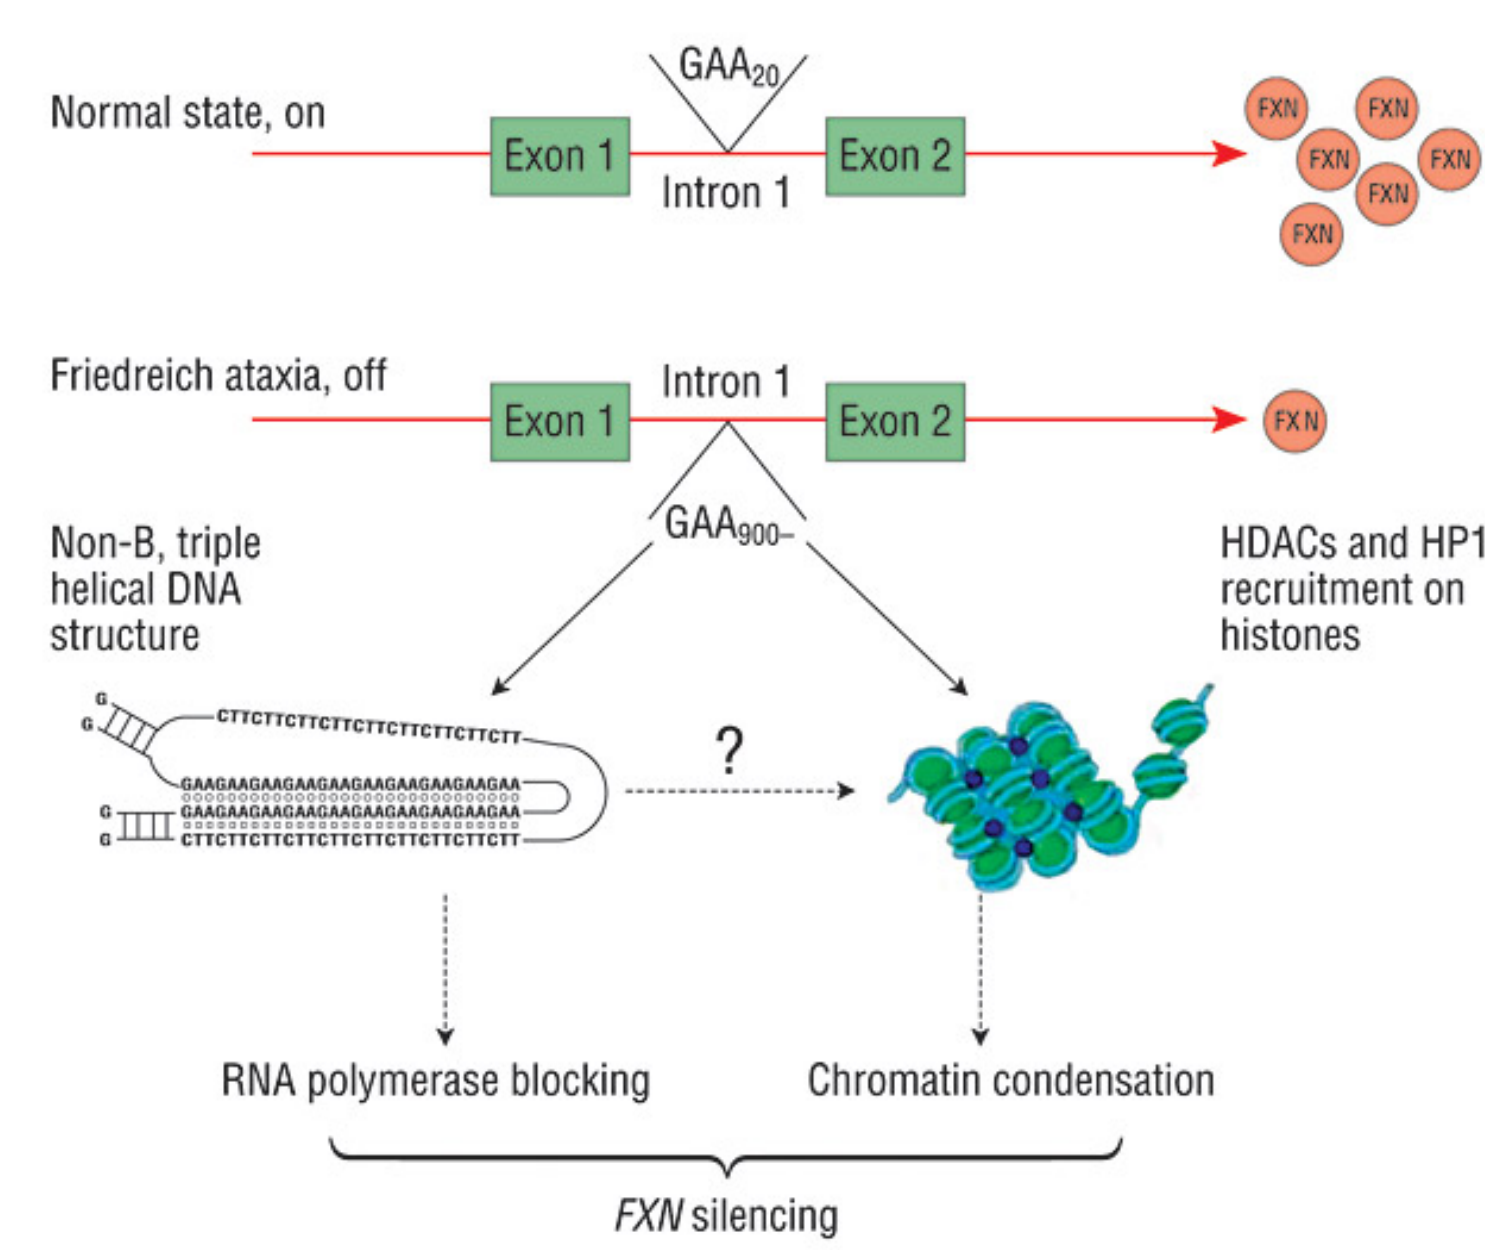 GAA20
Normal state, on
Exon 1
Exon 2
Intron 1
FXN
FXN
FXN
FXN
FXN
FXN
Friedreich ataxia, off
Intron 1
Exon 1
Exon 2
FXN
GAA900–
Non-B, triple
helical DNA
structure
HDACs and HP1
recruitment on
histones
G
G
CTTCTTCTTCTTCTTCTTCTTCTTCTT
?
GAAGAAGAAGAAGAAGAAGAAGAAGAA
G
GAAGAAGAAGAAGAAGAAGAAGAAGAA
G
CTTCTTCTTCTTCTTCTTCTTCTTCTT
RNA polymerase blocking
Chromatin condensation
FXN silencing